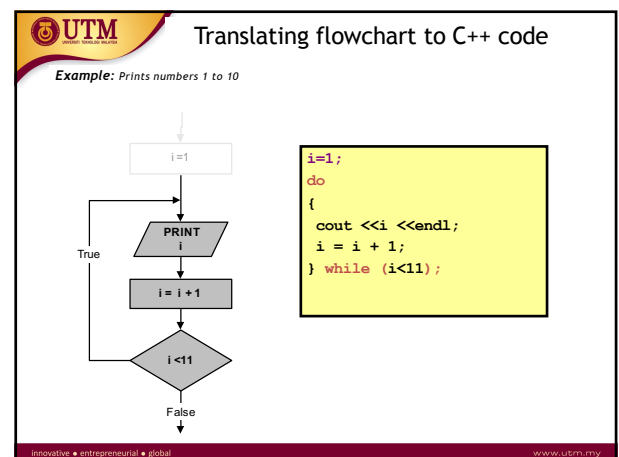 UTM
UNIVERSITI TEKNOLOGI MALAYSIA
Translating flowchart to C++ code
Example: Prints numbers 1 to 10
i =1
PRINT
i
True
i = i + 1
i <11
False
i=1;
do
{
cout <<i <<endl;
i = i + 1;
} while (i<11);
innovative ● entrepreneurial ● global
www.utm.my